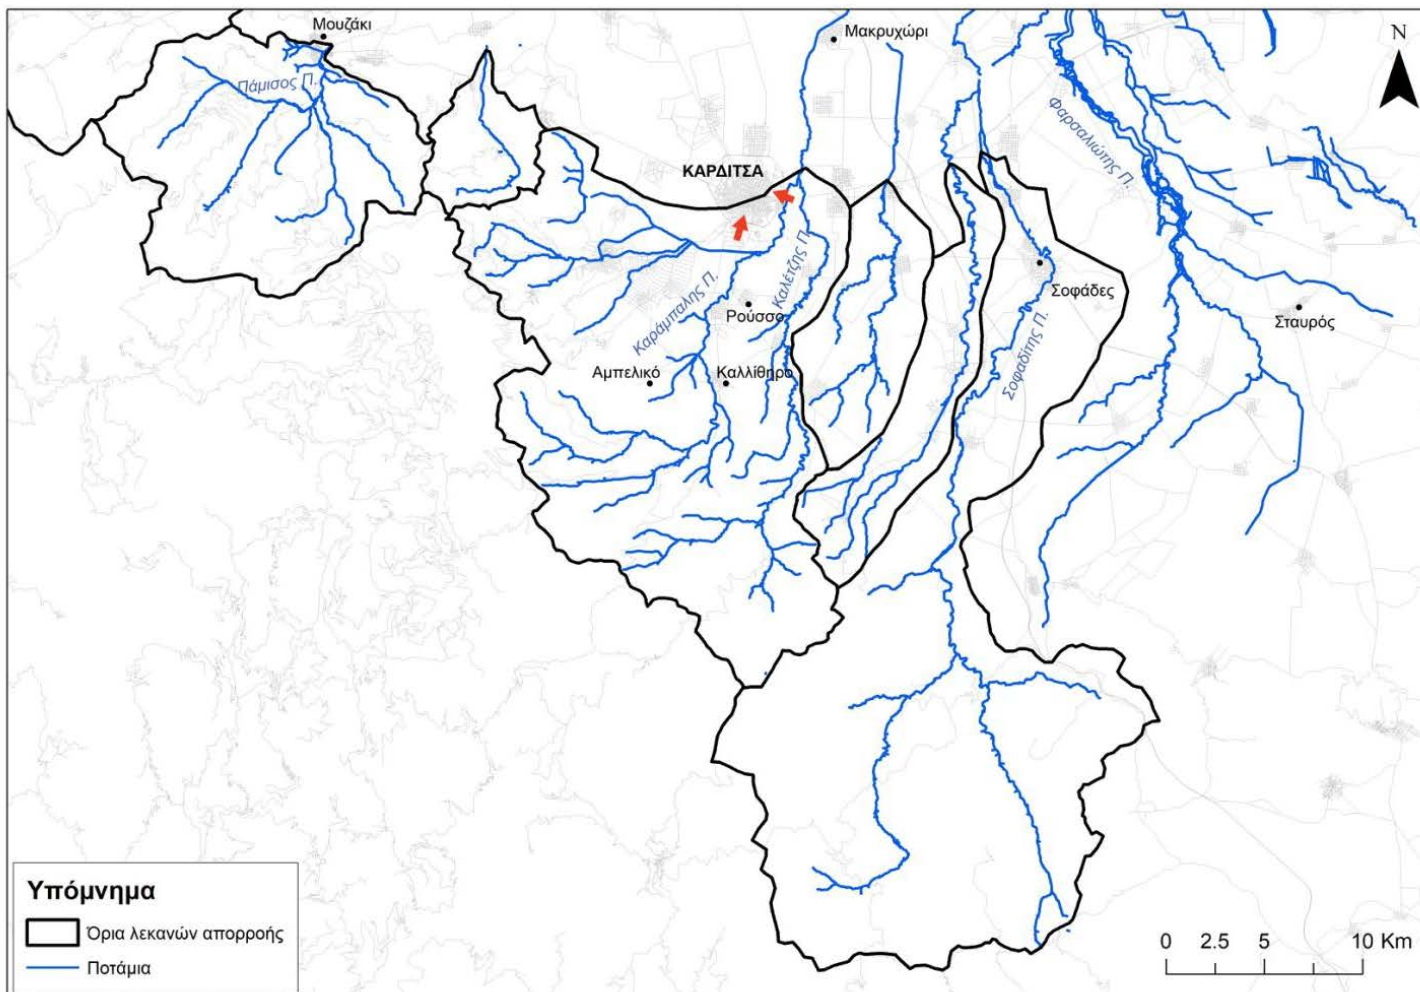 Μουζάκι
Μακρυχώρι
N
Πάμισος Π.
Φαρσαλιώτης Π.
ΚΑΡΔΙΤΣΑ
Καλέτζης Π.
Σοφάδες
Καράμπαλης Π.
Ρούσσο
Σταυρός
Σοφαδίτης Π.
Αμπελικό
Καλλίθηρο
Υπόμνημα
Όρια λεκανών απορροής
Ποτάμια
0 2.5 5 10 Km